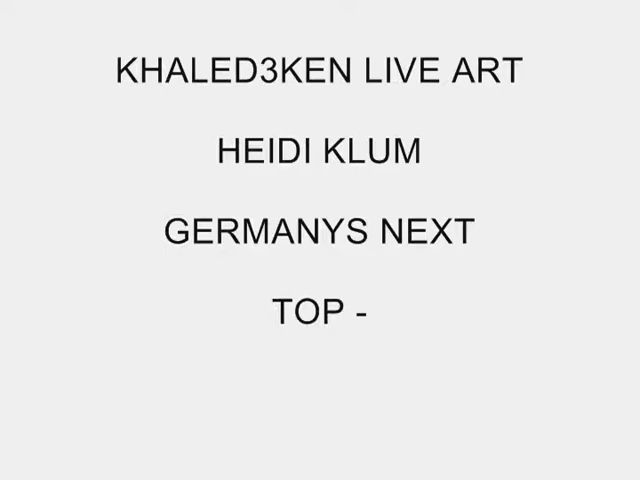 KHALED3KEN LIVE ART
HEIDI KLUM
GERMANYS NEXT
TOP -